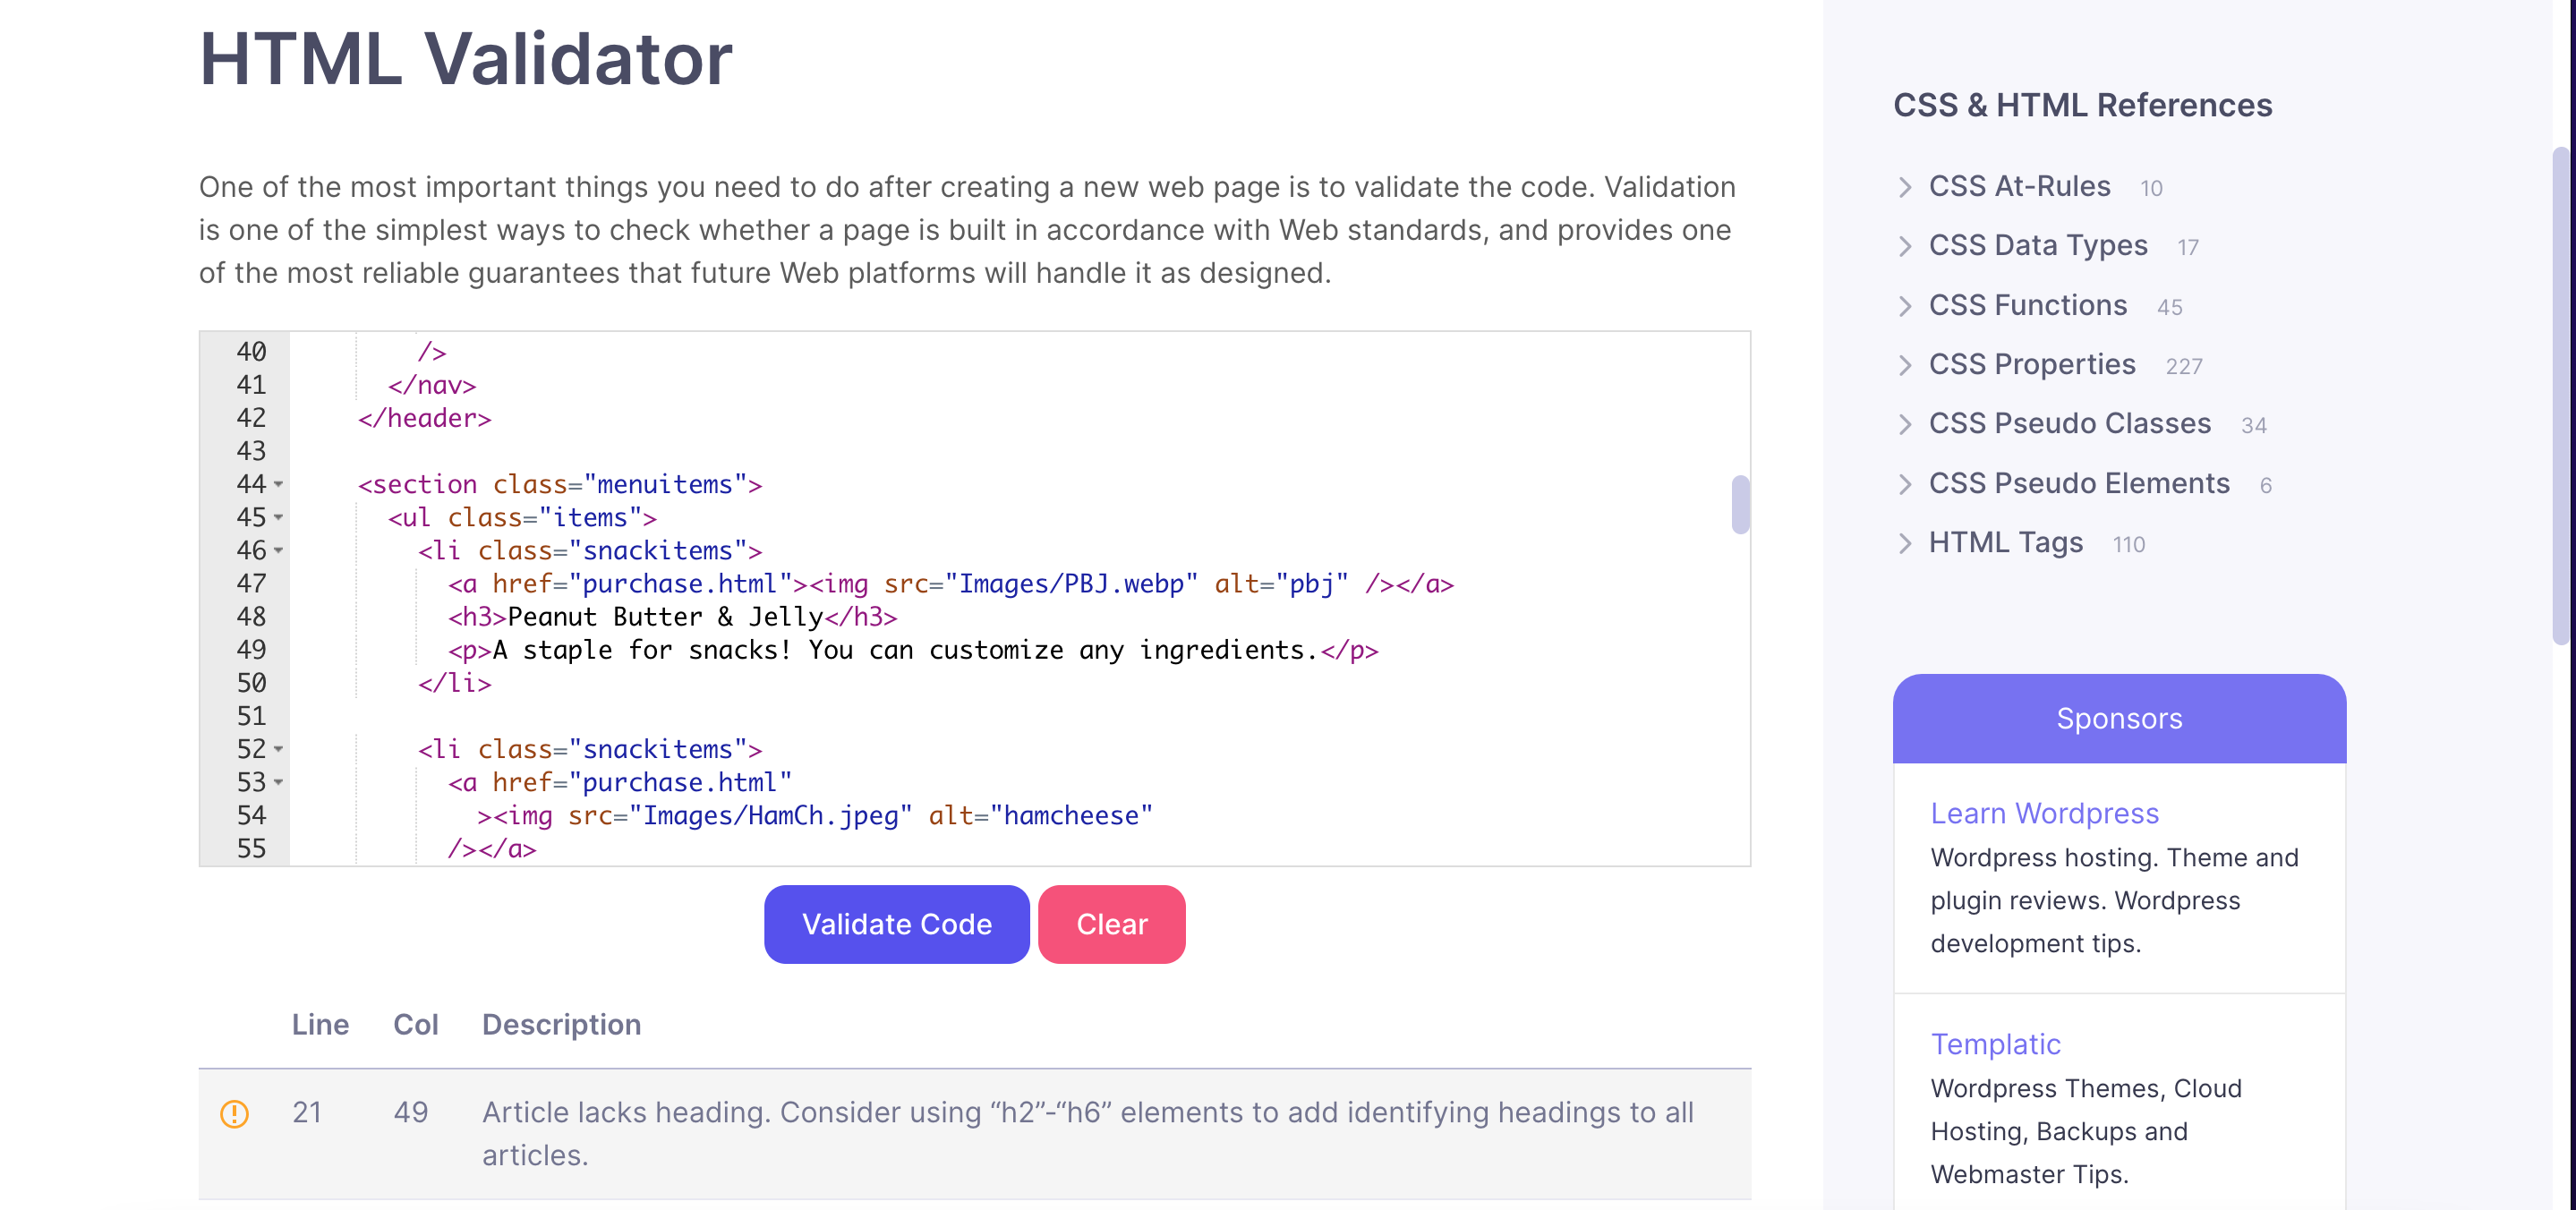 HTML Validator
One of the most important things you need to do after creating a new web page is to validate the code. Validation
is one of the simplest ways to check whether a page is built in accordance with Web standards, and provides one
of the most reliable guarantees that future Web platforms will handle it as designed.
40 />
41 </nav>
42 </header>
43
44 <section class="menuitems">
45 <ul class="items">
46 <li class="snackitems">
47 <a href="purchase.html"><img src="Images/PBJ.webp" alt="pbj" /></a>
48 <h3>Peanut Butter & Jelly</h3>
49 <p>A staple for snacks! You can customize any ingredients.</p>
50 </li>
51
52 <li class="snackitems">
53 <a href="purchase.html"
54 ><img src="Images/HamCh.jpeg" alt="hamcheese"
55 /></a>
Validate Code Clear
Line Col Description
21 49 Article lacks heading. Consider using “h2”-“h6” elements to add identifying headings to all
articles.
CSS & HTML References
CSS At-Rules 10
CSS Data Types 17
CSS Functions 45
CSS Properties 227
CSS Pseudo Classes 34
CSS Pseudo Elements 6
HTML Tags 110
Sponsors
Learn Wordpress
Wordpress hosting. Theme and
plugin reviews. Wordpress
development tips.
Templatic
Wordpress Themes, Cloud
Hosting, Backups and
Webmaster Tips.